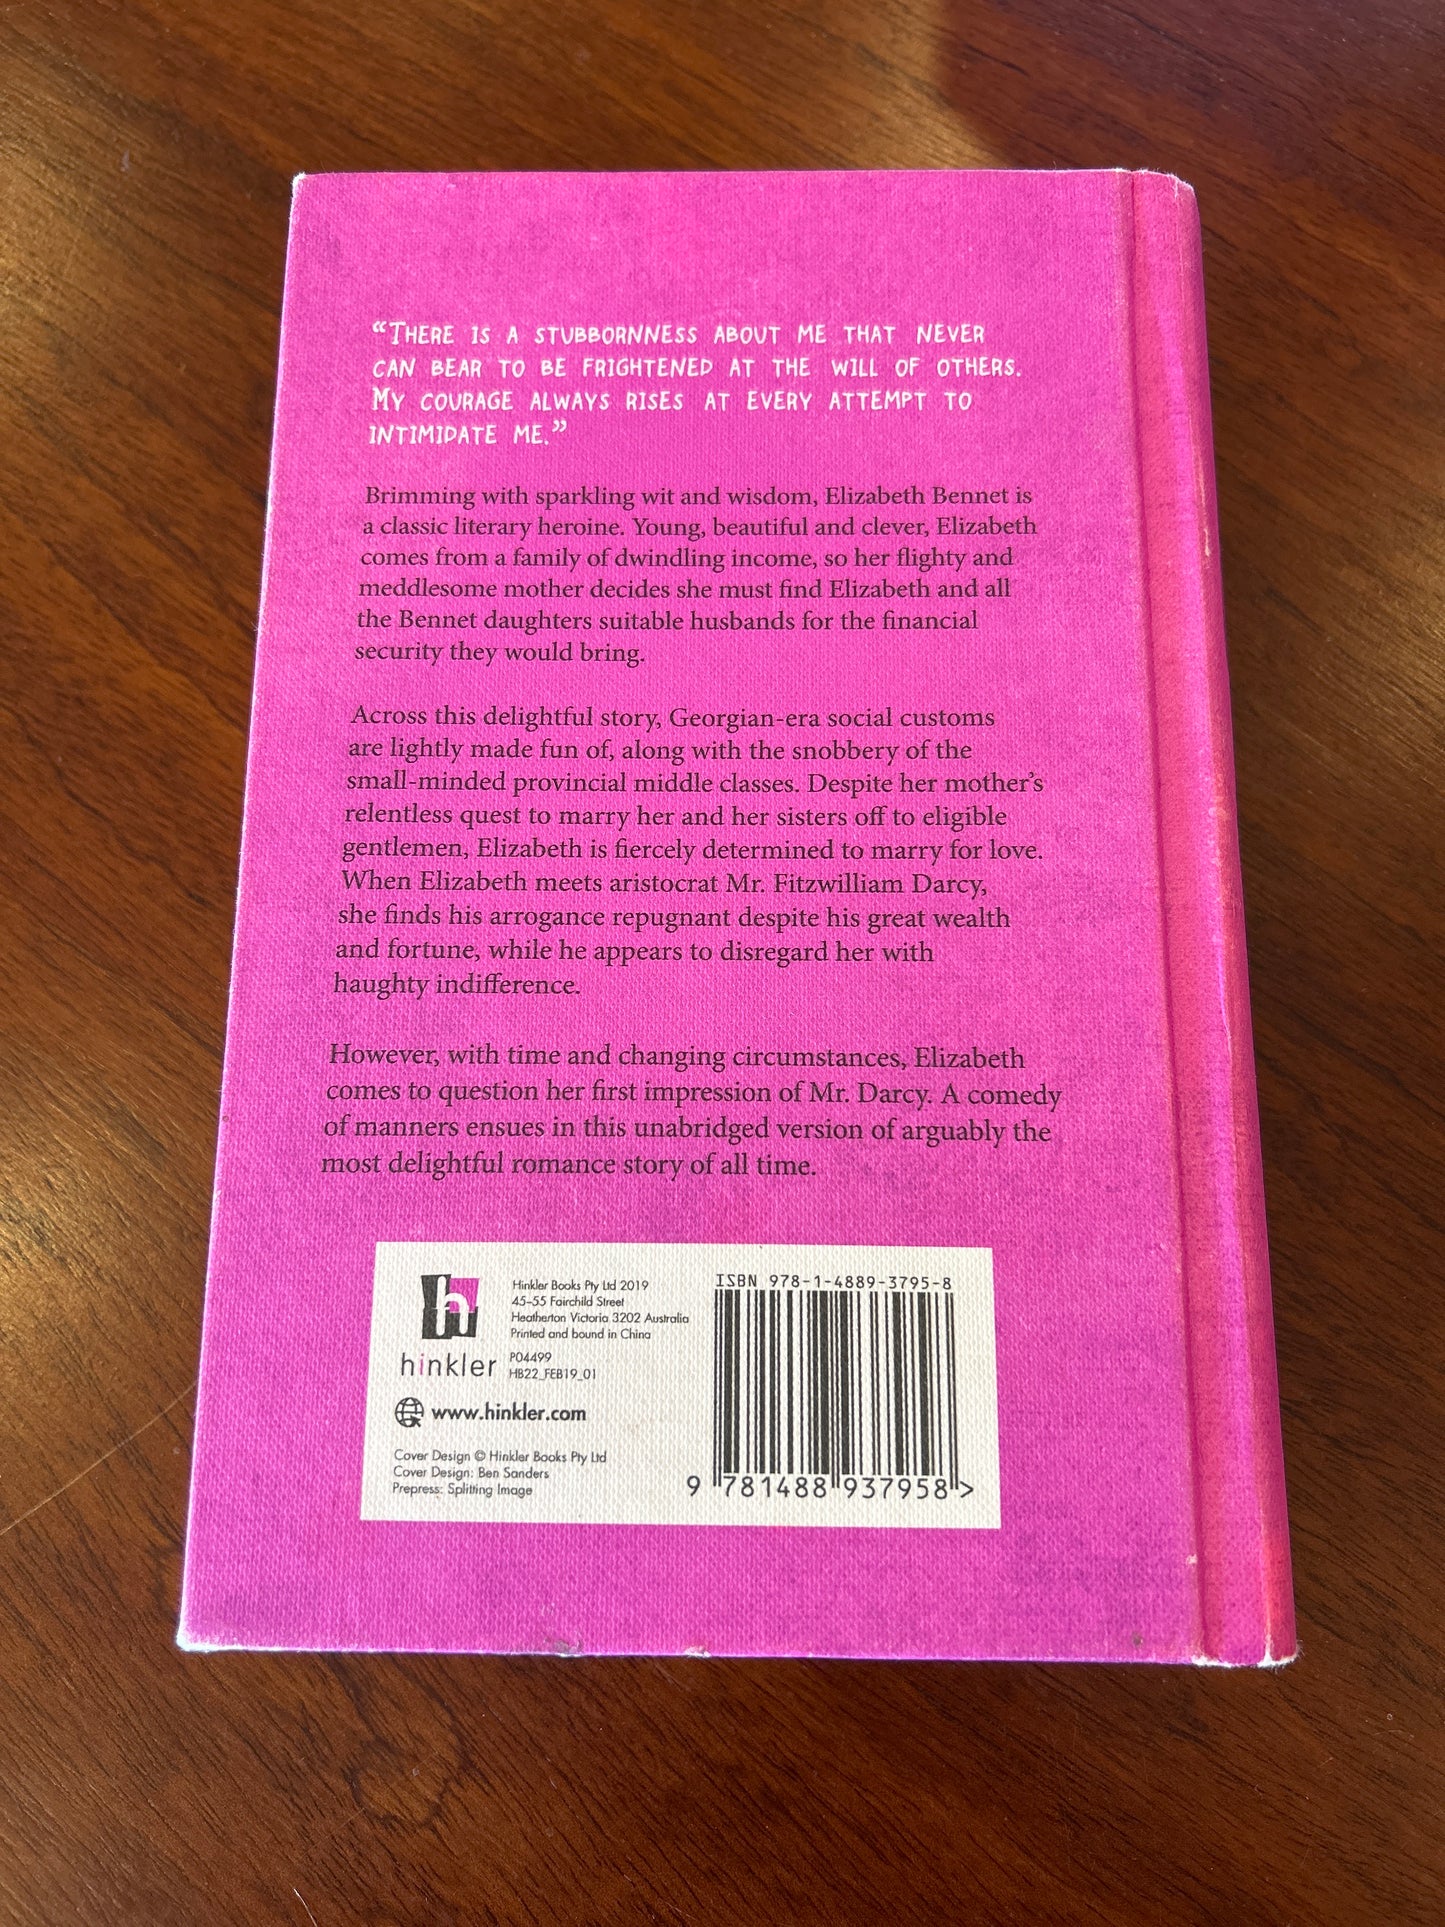 “THERE IS A STUBBORNNESS ABOUT ME THAT NEVER
CAN BEAR TO BE FRIGHTENED AT THE WILL OF OTHERS.
MY COURAGE ALWAYS RISES AT EVERY ATTEMPT TO
INTIMIDATE ME.”
Brimming with sparkling wit and wisdom, Elizabeth Bennet is
a classic literary heroine. Young, beautiful and clever, Elizabeth
comes from a family of dwindling income, so her flighty and
meddlesome mother decides she must find Elizabeth and all
the Bennet daughters suitable husbands for the financial
security they would bring.
Across this delightful story, Georgian-era social customs
are lightly made fun of, along with the snobbery of the
small-minded provincial middle classes. Despite her mother’s
relentless quest to marry her and her sisters off to eligible
gentlemen, Elizabeth is fiercely determined to marry for love.
When Elizabeth meets aristocrat Mr. Fitzwilliam Darcy,
she finds his arrogance repugnant despite his great wealth
and fortune, while he appears to disregard her with
haughty indifference.
However, with time and changing circumstances, Elizabeth
comes to question her first impression of Mr. Darcy. A comedy
of manners ensues in this unabridged version of arguably the
most delightful romance story of all time.
h
hinkler
Hinkler Books Pty Ltd 2019
45–55 Fairchild Street
Heatherton Victoria 3202 Australia
Printed and bound in China
P04499
HB22_FEB19_01
www.hinkler.com
Cover Design © Hinkler Books Pty Ltd
Cover Design: Ben Sanders
Prepress: Splitting Image
ISBN 978-1-4889-3795-8
9 781488 937958 >